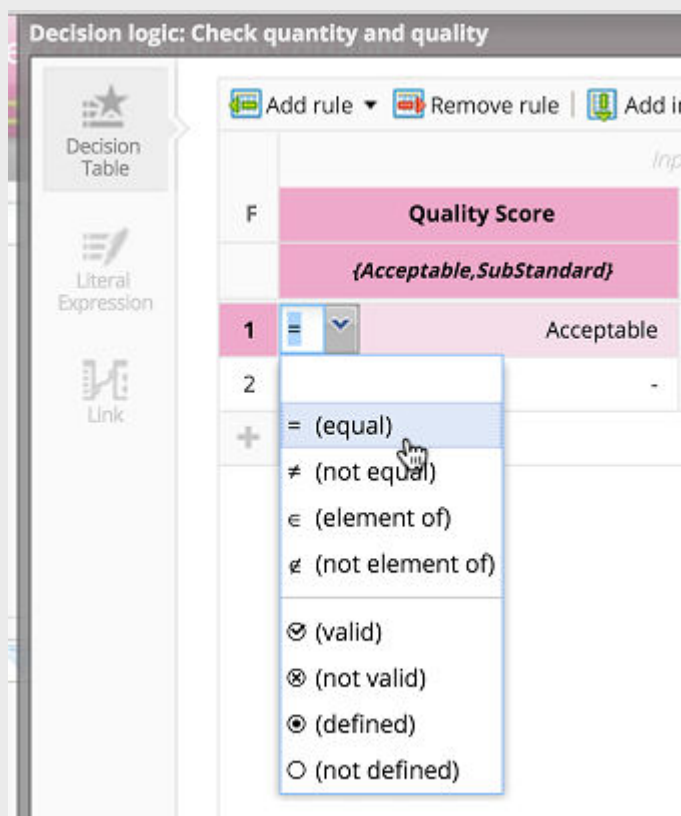 Decision logic: Check quantity and quality
Decision
Table
Literal
Expression
Link
Add rule Remove rule Add
F Quality Score
{Acceptable,SubStandard}
1 = Acceptable
2 -
= (equal)
≠ (not equal)
∈ (element of)
∉ (not element of)
(valid)
(not valid)
(defined)
(not defined)